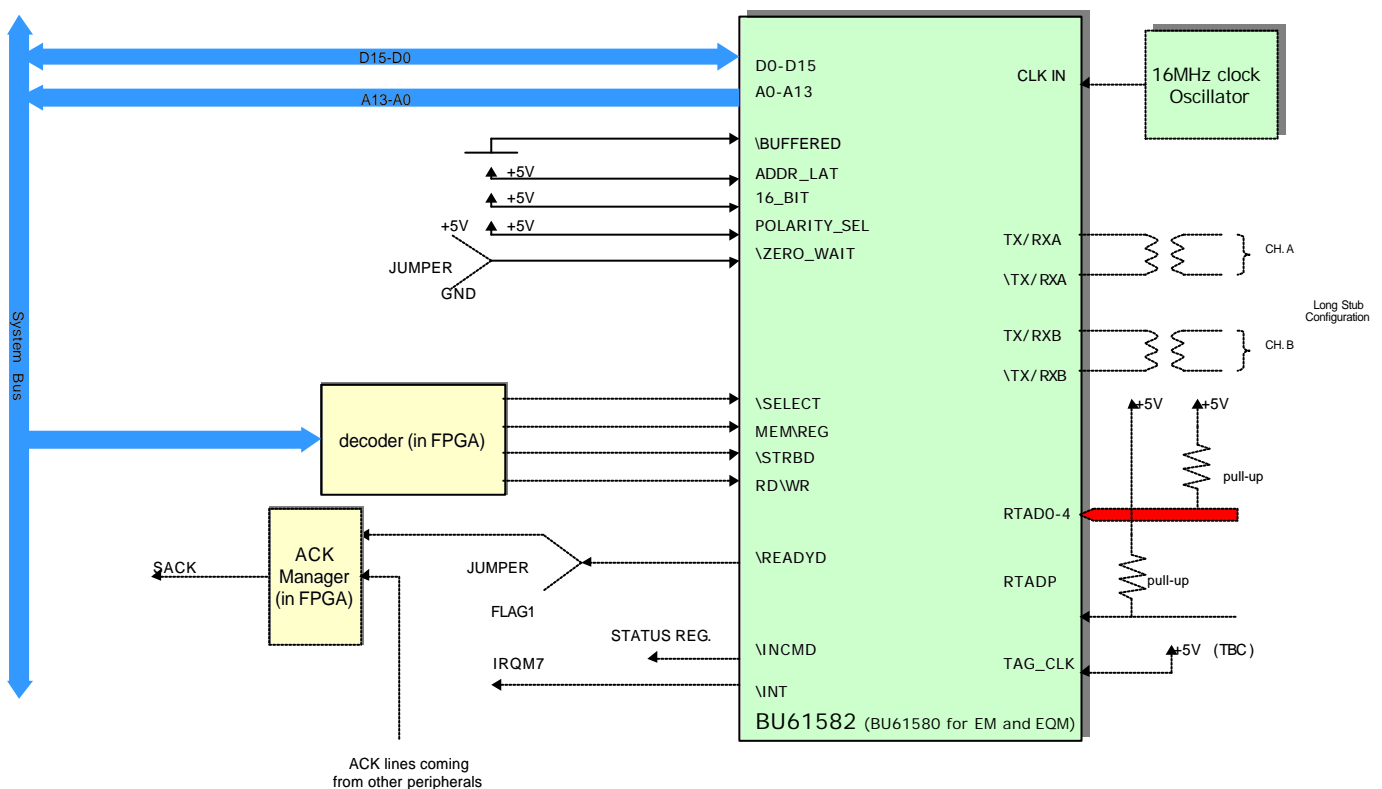 D15-D0
A13-A0
System Bus
D0-D15
A0-A13
\BUFFERED
ADDR_LAT
16_BIT
POLARITY_SEL
\ZERO_WAIT
+5V
+5V
+5V
+5V
JUMPER
GND
CLK IN
16MHz clock
Oscillator
TX/RXA
\TX/RXA
CH. A
TX/RXB
\TX/RXB
CH. B
Long Stub
Configuration
decoder (in FPGA)
\SELECT
MEM\REG
\STRBD
RD\WR
+5V
+5V
pull-up
RTAD0-4
RTADP
pull-up
ACK
Manager
(in FPGA)
SACK
JUMPER
FLAG1
\READYD
STATUS REG.
\INCMD
IRQM7
\INT
TAG_CLK
+5V (TBC)
BU61582 (BU61580 for EM and EQM)
ACK lines coming
from other peripherals